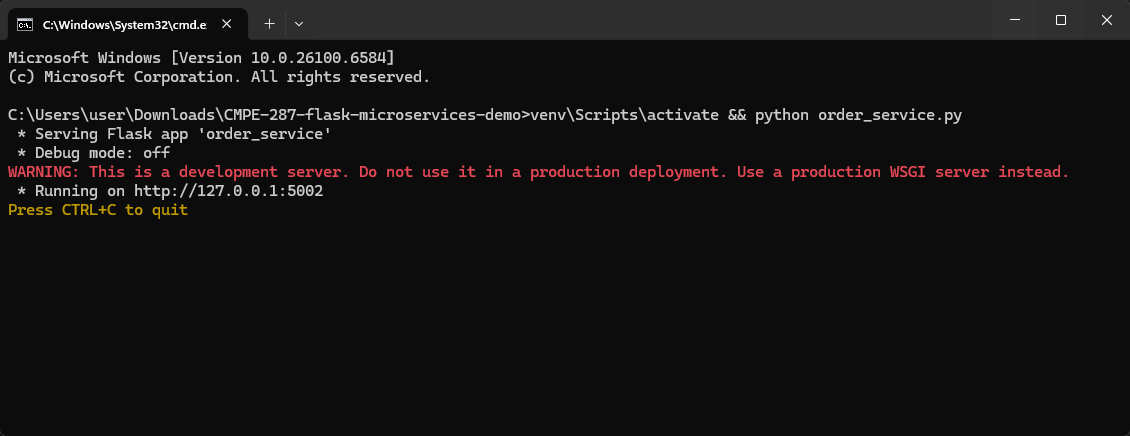 C:\Windows\System32\cmd.e
Microsoft Windows [Version 10.0.26100.6584]
(c) Microsoft Corporation. All rights reserved.
C:\Users\user\Downloads\CMPE-287-flask-microservices-demo>venv\Scripts\activate && python order_service.py
* Serving Flask app 'order_service'
* Debug mode: off
WARNING: This is a development server. Do not use it in a production deployment. Use a production WSGI server instead.
* Running on http://127.0.0.1:5002
Press CTRL+C to quit